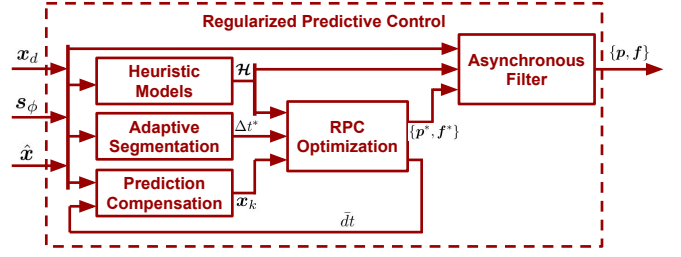 Regularized Predictive Control
x_d
s_ϕ
x̂
Heuristic
Models
Adaptive
Segmentation
Prediction
Compensation
ℋ
Δt*
x_k
RPC
Optimization
{p*, f*}
d̄t
Asynchronous
Filter
{p, f}